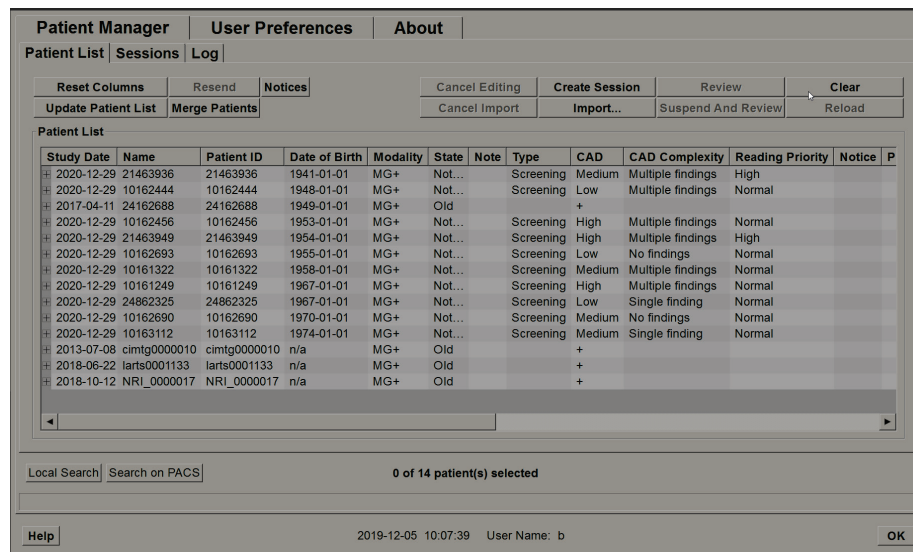 Patient Manager User Preferences About
Patient List Sessions Log
Reset Columns Resend Notices Cancel Editing Create Session Review Clear
Update Patient List Merge Patients Cancel Import Import... Suspend And Review Reload
Patient List
Study Date Name Patient ID Date of Birth Modality State Note Type CAD CAD Complexity Reading Priority Notice P
2020-12-29 21463936 21463936 1941-01-01 MG+ Not... Screening Medium Multiple findings High
2020-12-29 10162444 10162444 1948-01-01 MG+ Not... Screening Low Multiple findings Normal
2017-04-11 24162688 24162688 1949-01-01 MG+ Old +
2020-12-29 10162456 10162456 1953-01-01 MG+ Not... Screening High Multiple findings Normal
2020-12-29 21463949 21463949 1954-01-01 MG+ Not... Screening High Multiple findings High
2020-12-29 10162693 10162693 1955-01-01 MG+ Not... Screening Low No findings Normal
2020-12-29 10161322 10161322 1958-01-01 MG+ Not... Screening Medium Multiple findings Normal
2020-12-29 10161249 10161249 1967-01-01 MG+ Not... Screening High Multiple findings Normal
2020-12-29 24862325 24862325 1967-01-01 MG+ Not... Screening Low Single finding Normal
2020-12-29 10162690 10162690 1970-01-01 MG+ Not... Screening Medium No findings Normal
2020-12-29 10163112 10163112 1974-01-01 MG+ Not... Screening Medium Single finding Normal
2013-07-08 cimtg0000010 cimtg0000010 n/a MG+ Old +
2018-06-22 larts0001133 larts0001133 n/a MG+ Old +
2018-10-12 NRI_0000017 NRI_0000017 n/a MG+ Old +
Local Search Search on PACS 0 of 14 patient(s) selected
Help 2019-12-05 10:07:39 User Name: b OK